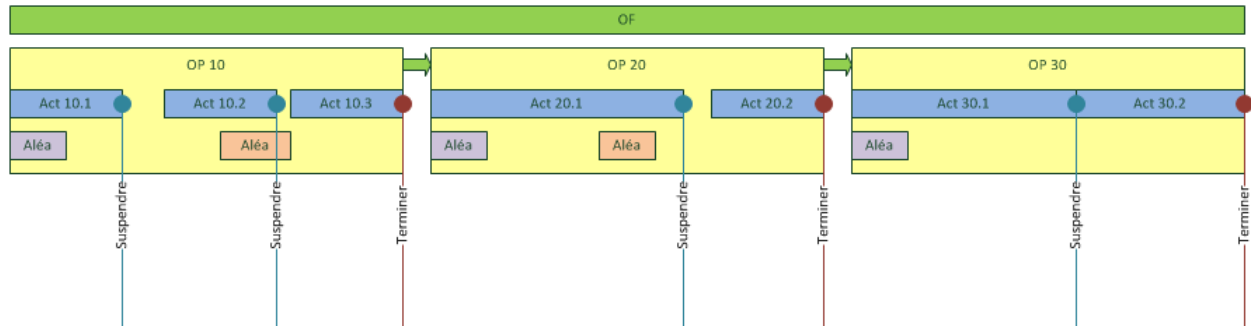 OF
OP 10
OP 20
OP 30
Act 10.1
Act 10.2
Act 10.3
Act 20.1
Act 20.2
Act 30.1
Act 30.2
Aléa
Aléa
Aléa
Aléa
Aléa
Suspendre
Suspendre
Terminer
Suspendre
Terminer
Suspendre
Terminer